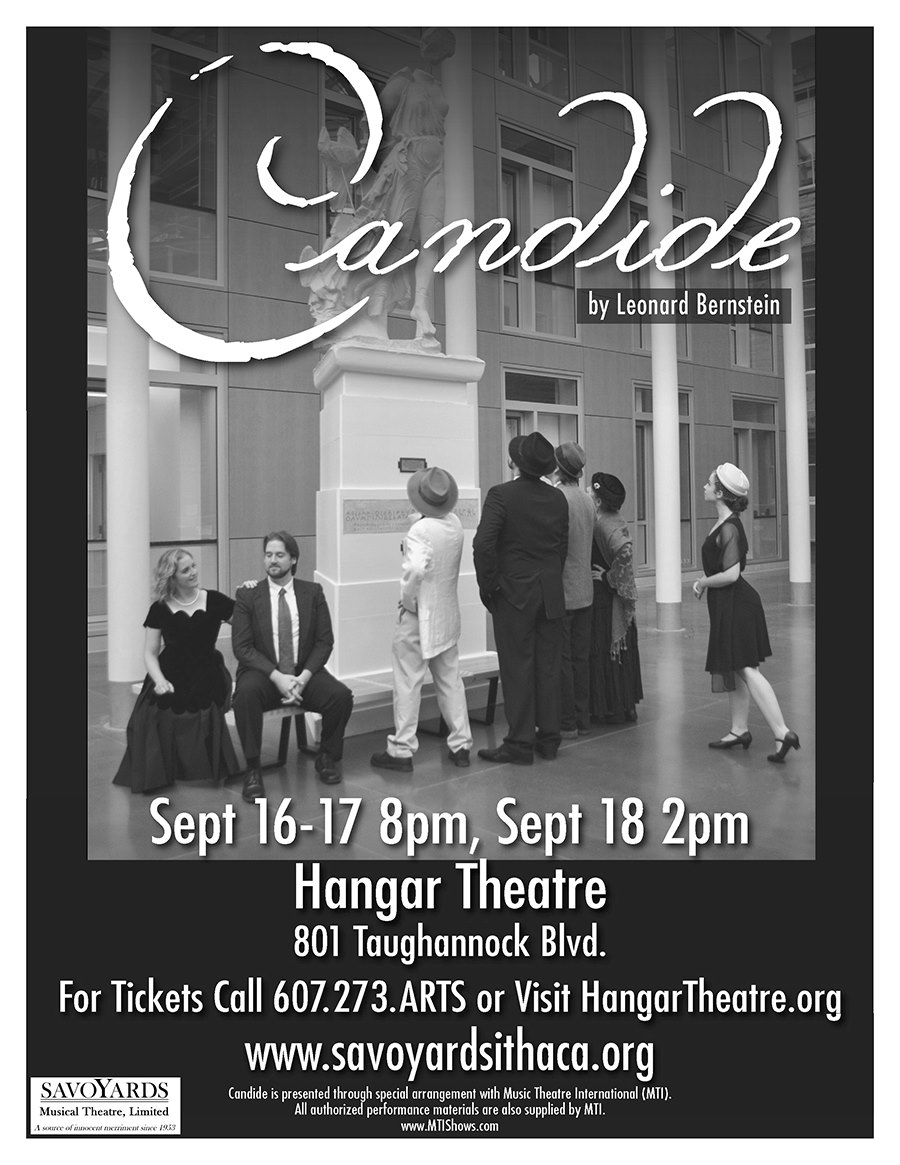 Candide
by Leonard Bernstein
Sept 16-17 8pm, Sept 18 2pm
Hangar Theatre
801 Taughannock Blvd.
For Tickets Call 607.273.ARTS or Visit HangarTheatre.org
www.savoyardsithaca.org
Candide is presented through special arrangement with Music Theatre International (MTI).
All authorized performance materials are also supplied by MTI.
www.MTIShows.com
SAVOYARDS
Musical Theatre, Limited
A source of innocent merriment since 1953